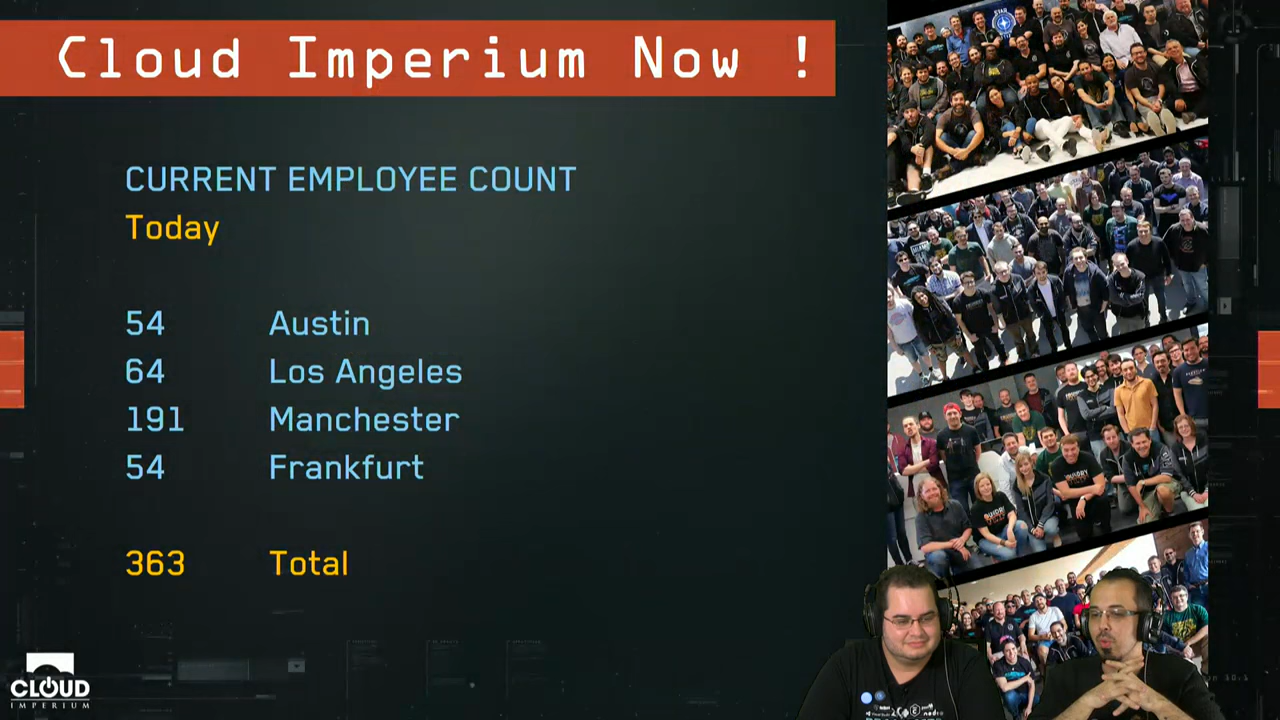 Cloud Imperium Now !
CURRENT EMPLOYEE COUNT
Today
54 Austin
64 Los Angeles
191 Manchester
54 Frankfurt
363 Total
CLOUD
IMPERIUM
STAR